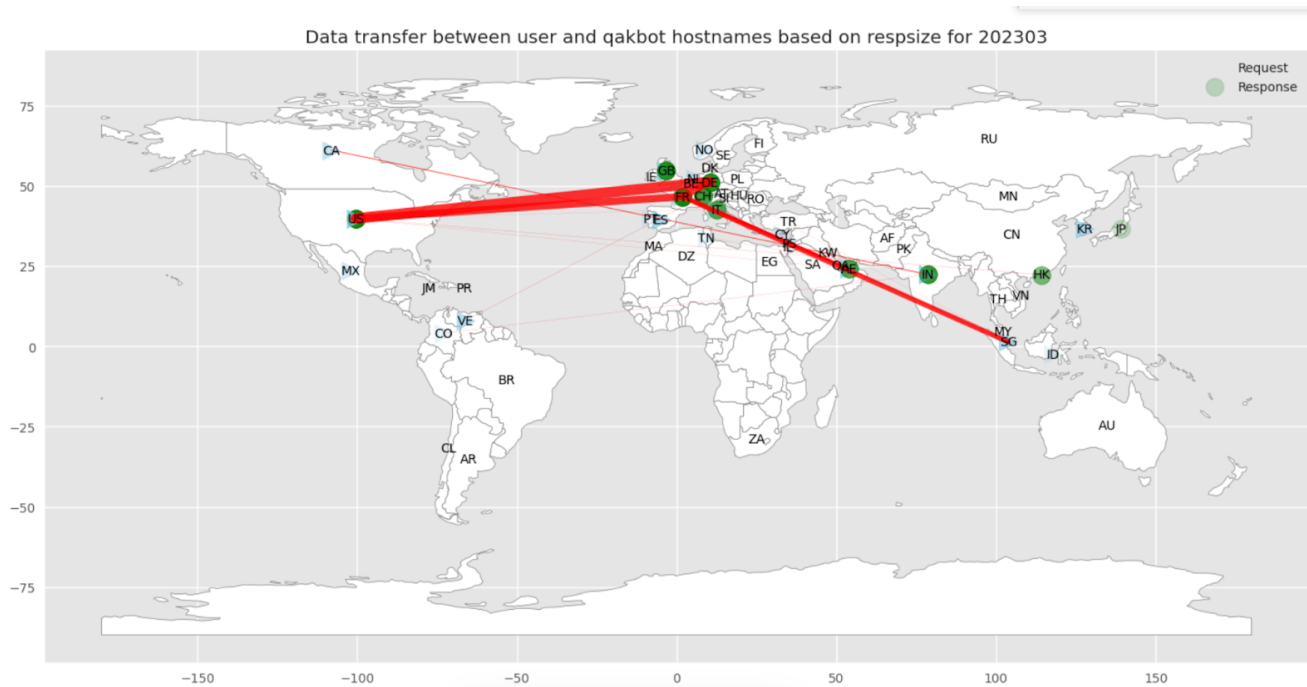 Data transfer between user and qakbot hostnames based on respsize for 202303
Request
Response
75
50
25
0
−25
−50
−75
−150
−100
−50
0
50
100
150
CA
US
MX
JM
PR
VE
CO
BR
CL
AR
NO
FI
SE
RU
IE
GB
DK
NL
BE
DE
PL
FR
CH
AT
HU
RO
IT
PT
ES
TN
MA
DZ
EG
TR
CY
IL
KW
SA
AE
AF
PK
IN
MN
CN
KR
JP
HK
TH
VN
MY
SG
ID
AU
ZA